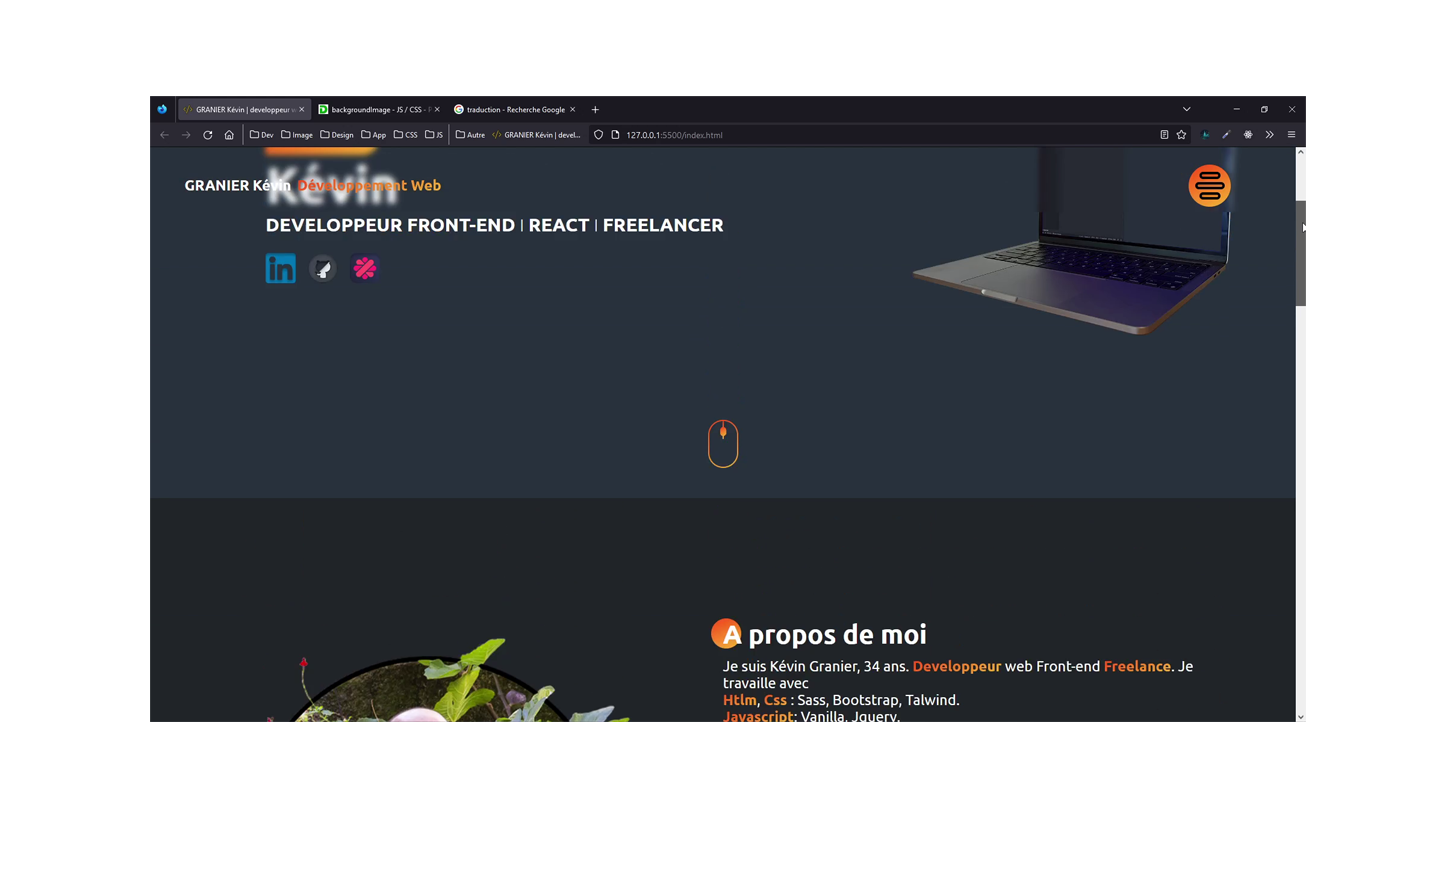 GRANIER Kévin | developpeur w
backgroundImage - JS / CSS - F
traduction - Recherche Google
Dev
Image
Design
App
CSS
JS
Autre
GRANIER Kévin | devel...
127.0.0.1:5500/index.html
Kévin
GRANIER Kévin Développement Web
DEVELOPPEUR FRONT-END | REACT | FREELANCER
in
A propos de moi
Je suis Kévin Granier, 34 ans. Developpeur web Front-end Freelance. Je
travaille avec
Htlm, Css : Sass, Bootstrap, Talwind.
Javascript: Vanilla, Jquery.